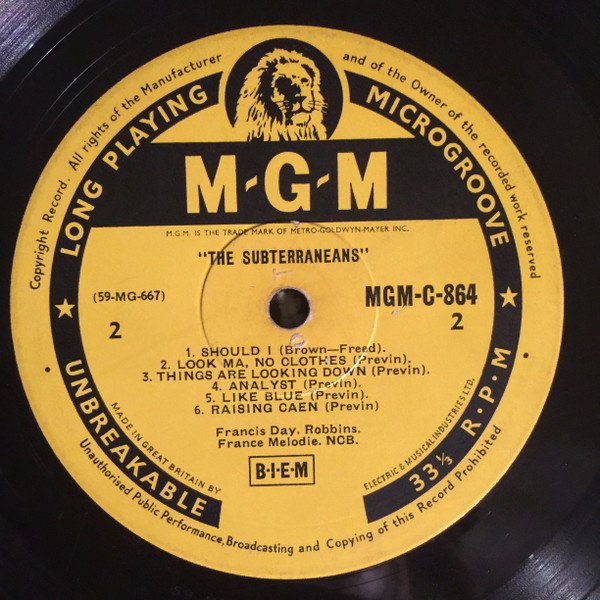 Copyright Record. All rights of the Manufacturer and of the Owner of the recorded work reserved
LONG PLAYING MICROGROOVE
M-G-M
M.G.M. IS THE TRADE MARK OF METRO-GOLDWYN-MAYER INC.
"THE SUBTERRANEANS"
(59-MG-667)
MGM-C-864
2
2
1. SHOULD I (Brown—Freed).
2. LOOK MA, NO CLOTHES (Previn).
3. THINGS ARE LOOKING DOWN (Previn).
4. ANALYST (Previn).
5. LIKE BLUE (Previn).
6. RAISING CAEN (Previn)
Francis Day. Robbins.
France Melodie. NCB.
B·I·E·M
UNBREAKABLE
33⅓ R·P·M
MADE IN GREAT BRITAIN BY
ELECTRIC & MUSICAL INDUSTRIES LTD.
Unauthorised Public Performance, Broadcasting and Copying of this Record Prohibited